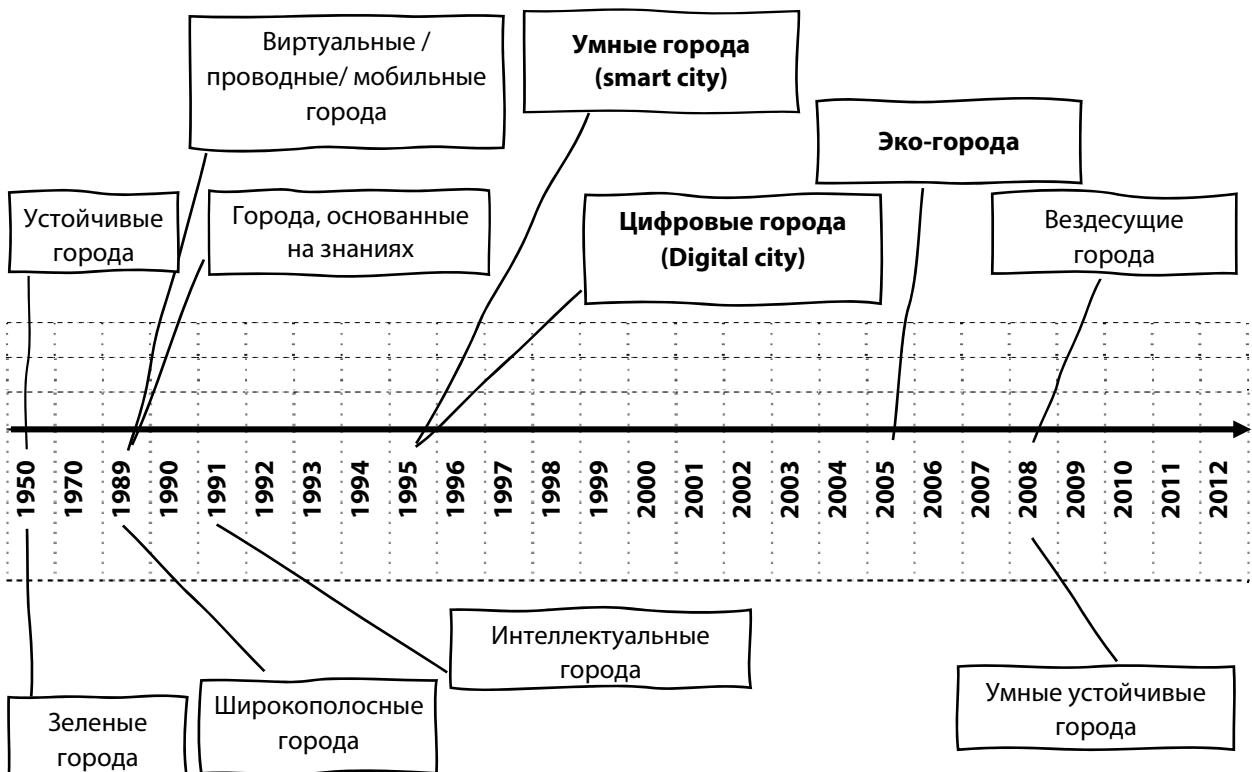 Виртуальные /
проводные/ мобильные
города
Умные города
(smart city)
Эко-города
Устойчивые
города
Города, основанные
на знаниях
Цифровые города
(Digital city)
Вездесущие
города
1950
1970
1989
1990
1991
1992
1993
1994
1995
1996
1997
1998
1999
2000
2001
2002
2003
2004
2005
2006
2007
2008
2009
2010
2011
2012
Интеллектуальные
города
Зеленые
города
Широкополосные
города
Умные устойчивые
города